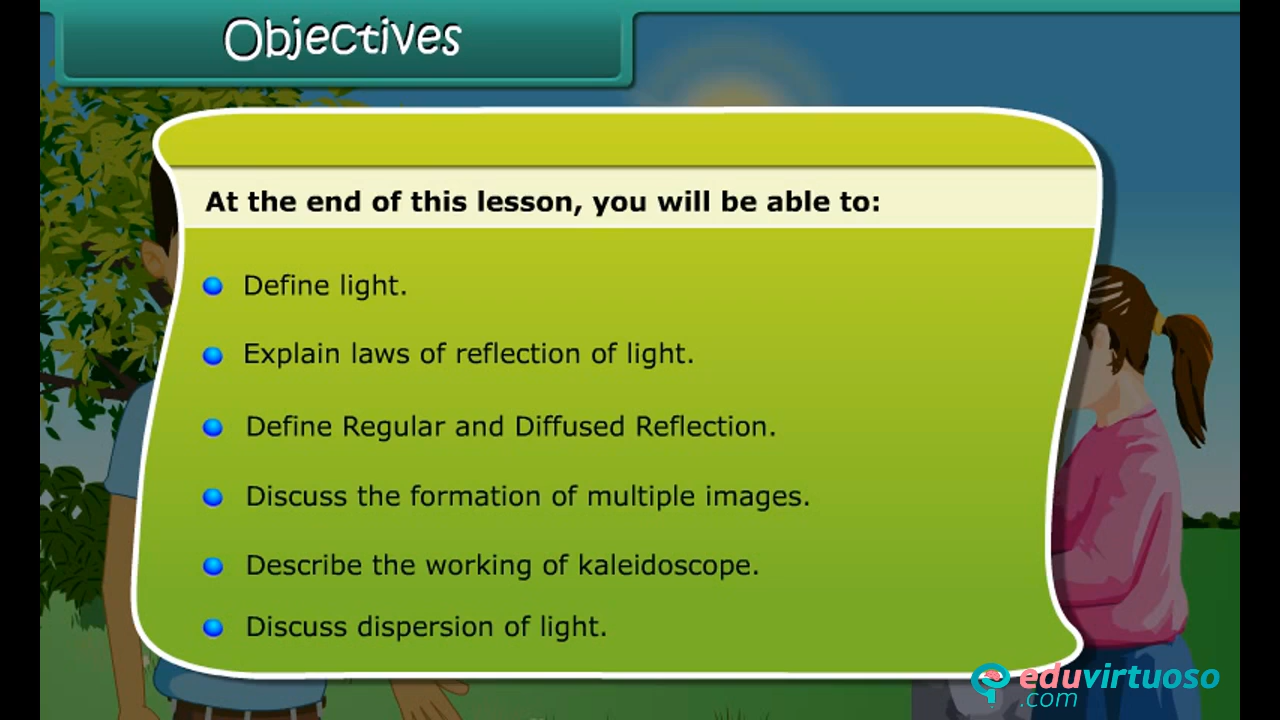 Objectives
At the end of this lesson, you will be able to:
Define light.
Explain laws of reflection of light.
Define Regular and Diffused Reflection.
Discuss the formation of multiple images.
Describe the working of kaleidoscope.
Discuss dispersion of light.
eduvirtuoso
.com